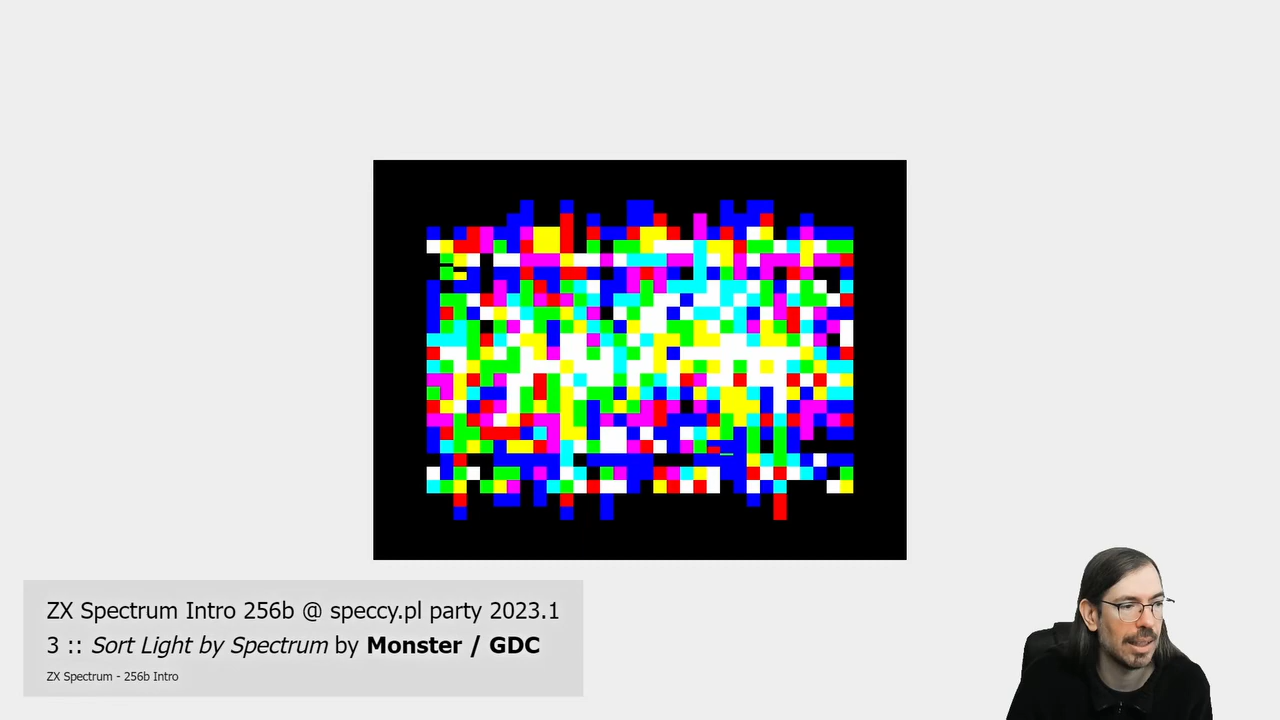 ZX Spectrum Intro 256b @ speccy.pl party 2023.1
3 :: Sort Light by Spectrum by Monster / GDC
ZX Spectrum - 256b Intro